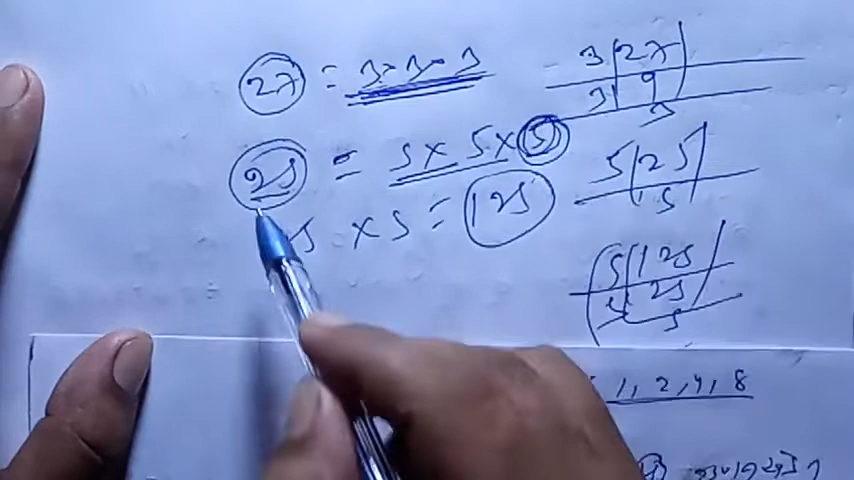 27 = 3 × 3 × 3
3 | 27
3 | 9
3
25 = 5 × 5 × 5
5 | 25
5
25 × 5 = 125
5 | 125
5 | 25
5
1, 2, 4, 8